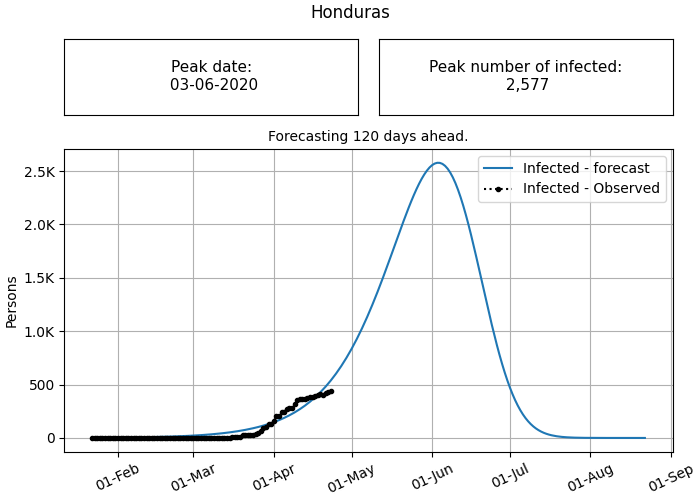 Honduras
Peak date:
03-06-2020
Peak number of infected:
2,577
Forecasting 120 days ahead.
Infected - forecast
Infected - Observed
Persons
2.5K
2.0K
1.5K
1.0K
500
0
01-Feb
01-Mar
01-Apr
01-May
01-Jun
01-Jul
01-Aug
01-Sep